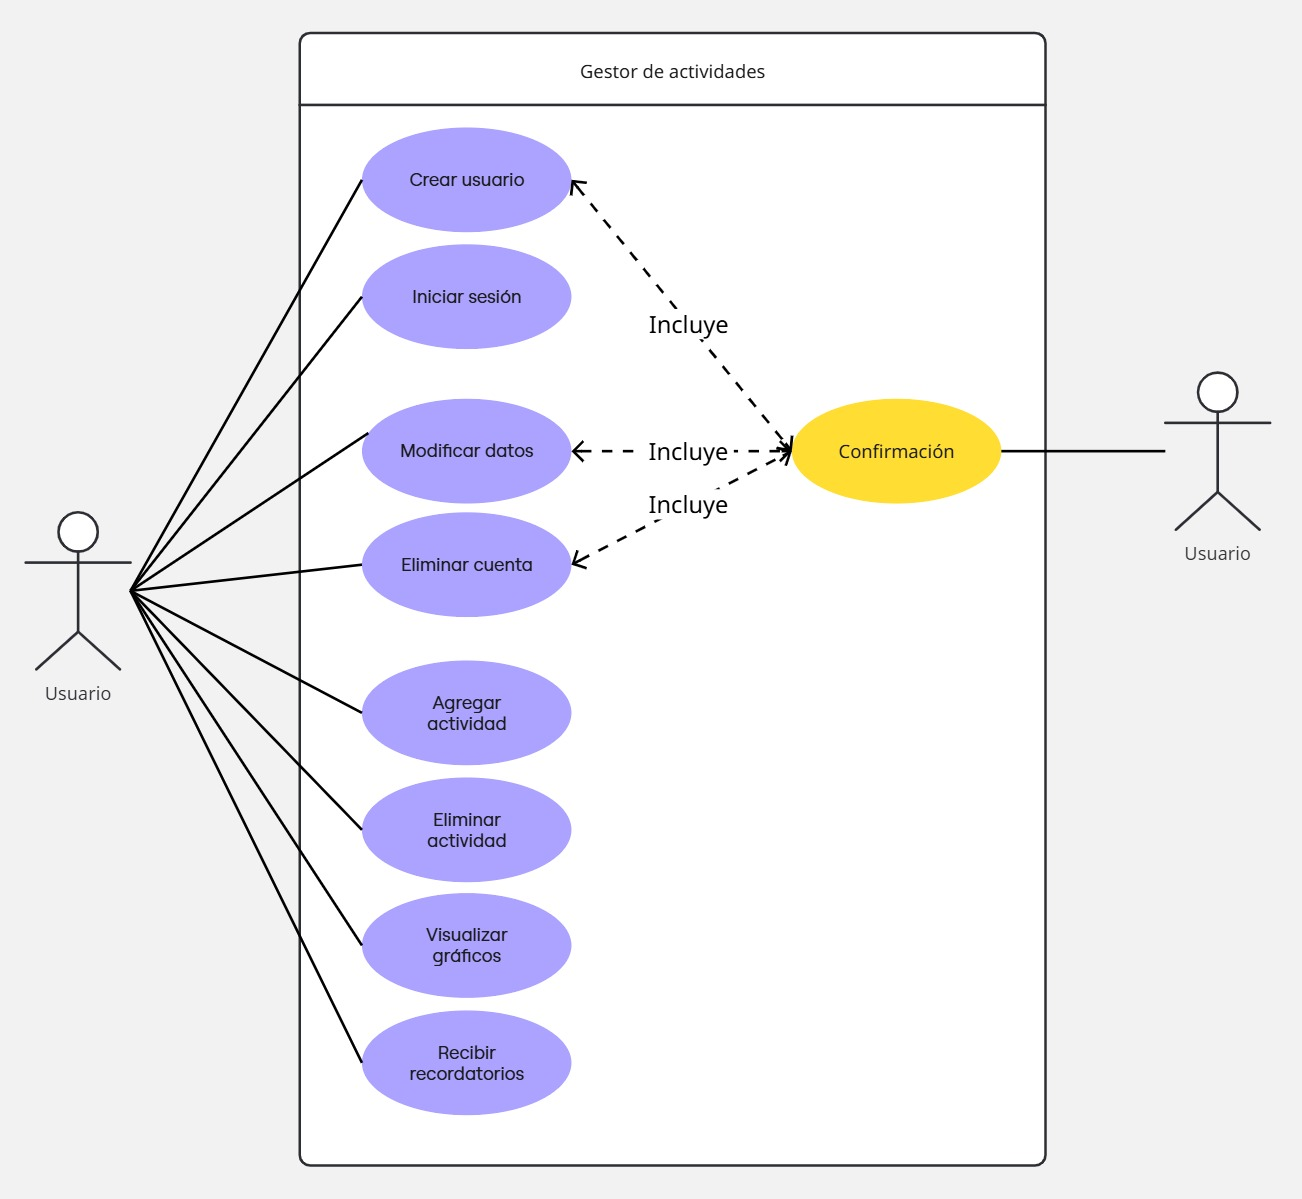 Gestor de actividades
Crear usuario
Iniciar sesión
Incluye
Modificar datos
Incluye
Confirmación
Incluye
Eliminar cuenta
Usuario
Usuario
Agregar
actividad
Eliminar
actividad
Visualizar
gráficos
Recibir
recordatorios